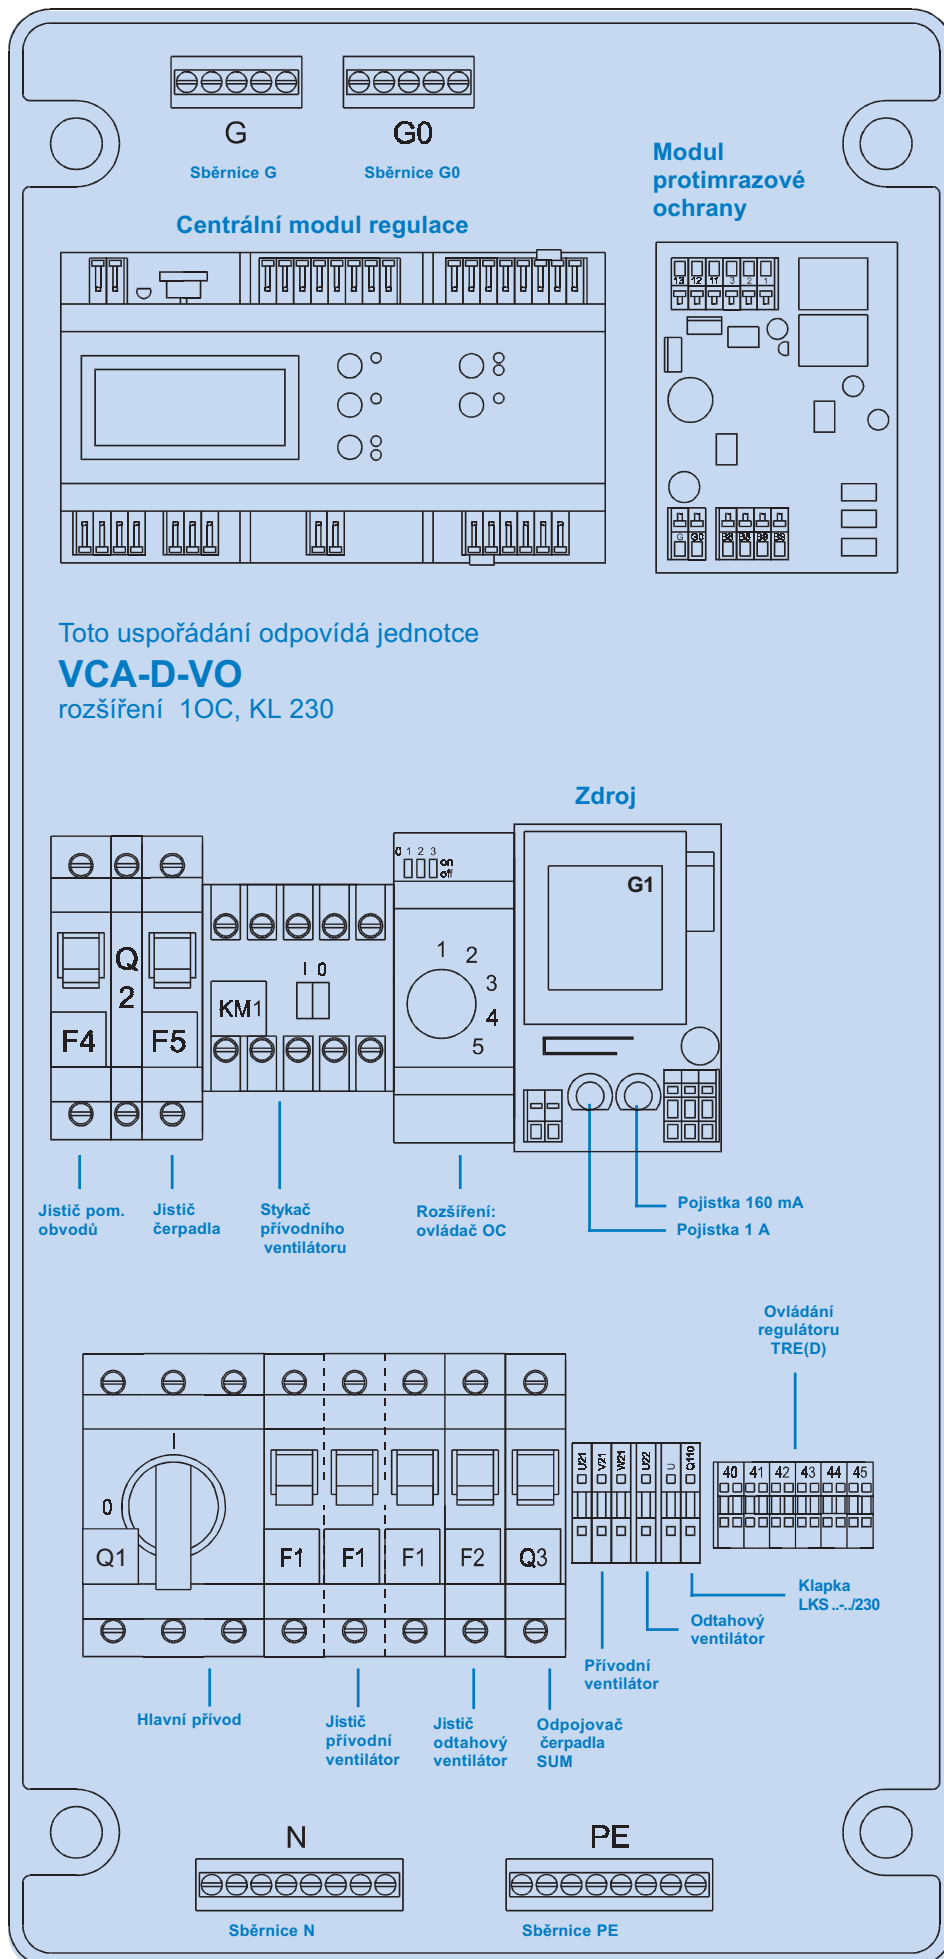 G
G0
Sběrnice G
Sběrnice G0
Modul
protimrazové
ochrany
Centrální modul regulace
13 12 11 3 2 1
G G0 38 38 39 39
Toto uspořádání odpovídá jednotce
VCA-D-VO
rozšíření 1OC, KL 230
Zdroj
0 1 2 3
on
off
G1
Q
2
1
2
3
4
5
I 0
KM1
F4
F5
Jistič pom.
obvodů
Jistič
čerpadla
Stykač
přívodního
ventilátoru
Rozšíření:
ovládač OC
Pojistka 160 mA
Pojistka 1 A
Ovládání
regulátoru
TRE(D)
I
0
Q1
F1
F1
F1
F2
Q3
U21
V21
W21
U22
U
Q110
40 41 42 43 44 45
Klapka
LKS ..-../230
Odtahový
ventilátor
Přívodní
ventilátor
Hlavní přívod
Jistič
přívodní
ventilátor
Jistič
odtahový
ventilátor
Odpojovač
čerpadla
SUM
N
PE
Sběrnice N
Sběrnice PE